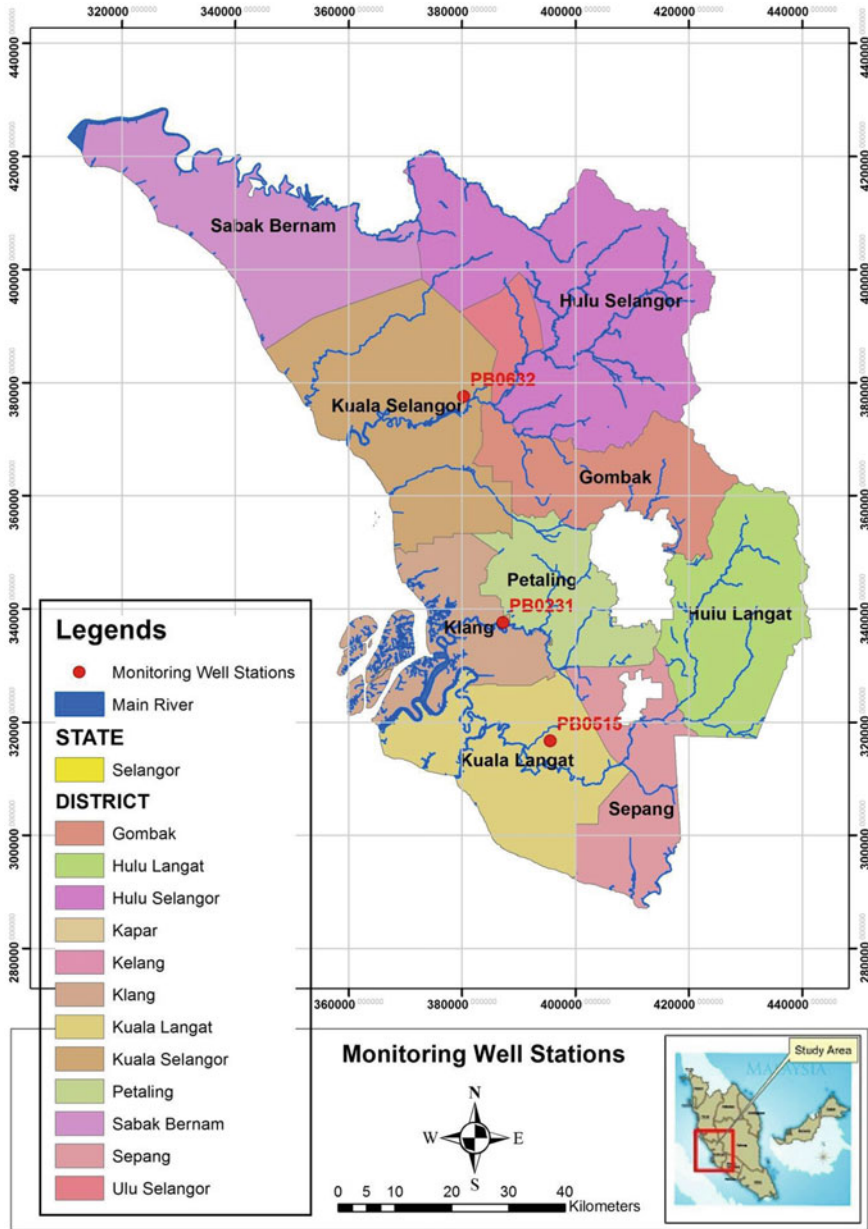 320000 340000 360000 380000 400000 420000 440000
440000 440000
420000 420000
400000 400000
380000 380000
360000 360000
340000 340000
320000 320000
300000 300000
280000 280000
Sabak Bernam
Hulu Selangor
PB0632
Kuala Selangor
Gombak
Petaling
PB0231
Klang
Hulu Langat
PB0515
Kuala Langat
Sepang
Legends
Monitoring Well Stations
Main River
STATE
Selangor
DISTRICT
Gombak
Hulu Langat
Hulu Selangor
Kapar
Kelang
Klang
Kuala Langat
Kuala Selangor
Petaling
Sabak Bernam
Sepang
Ulu Selangor
360000 380000 400000 420000 440000
Monitoring Well Stations
N
W E
S
0 5 10 20 30 40
Kilometers
Study Area
MALAYSIA